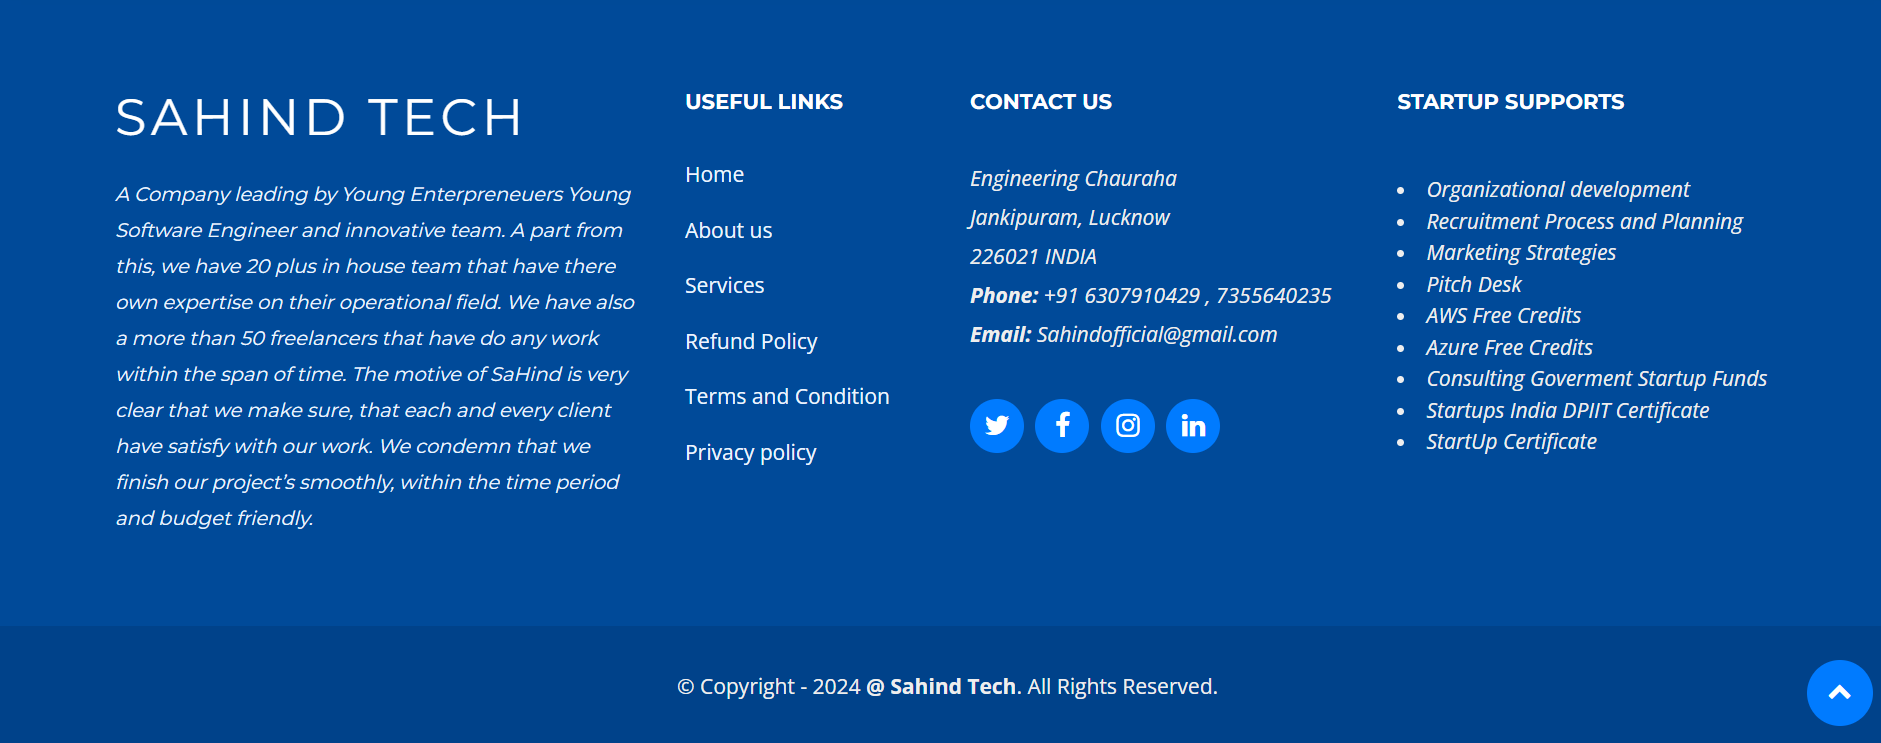 SAHIND TECH
A Company leading by Young Enterpreneuers Young
Software Engineer and innovative team. A part from
this, we have 20 plus in house team that have there
own expertise on their operational field. We have also
a more than 50 freelancers that have do any work
within the span of time. The motive of SaHind is very
clear that we make sure, that each and every client
have satisfy with our work. We condemn that we
finish our project's smoothly, within the time period
and budget friendly.
USEFUL LINKS
Home
About us
Services
Refund Policy
Terms and Condition
Privacy policy
CONTACT US
Engineering Chauraha
Jankipuram, Lucknow
226021 INDIA
Phone: +91 6307910429 , 7355640235
Email: Sahindofficial@gmail.com
STARTUP SUPPORTS
Organizational development
Recruitment Process and Planning
Marketing Strategies
Pitch Desk
AWS Free Credits
Azure Free Credits
Consulting Goverment Startup Funds
Startups India DPIIT Certificate
StartUp Certificate
© Copyright - 2024 @ Sahind Tech. All Rights Reserved.